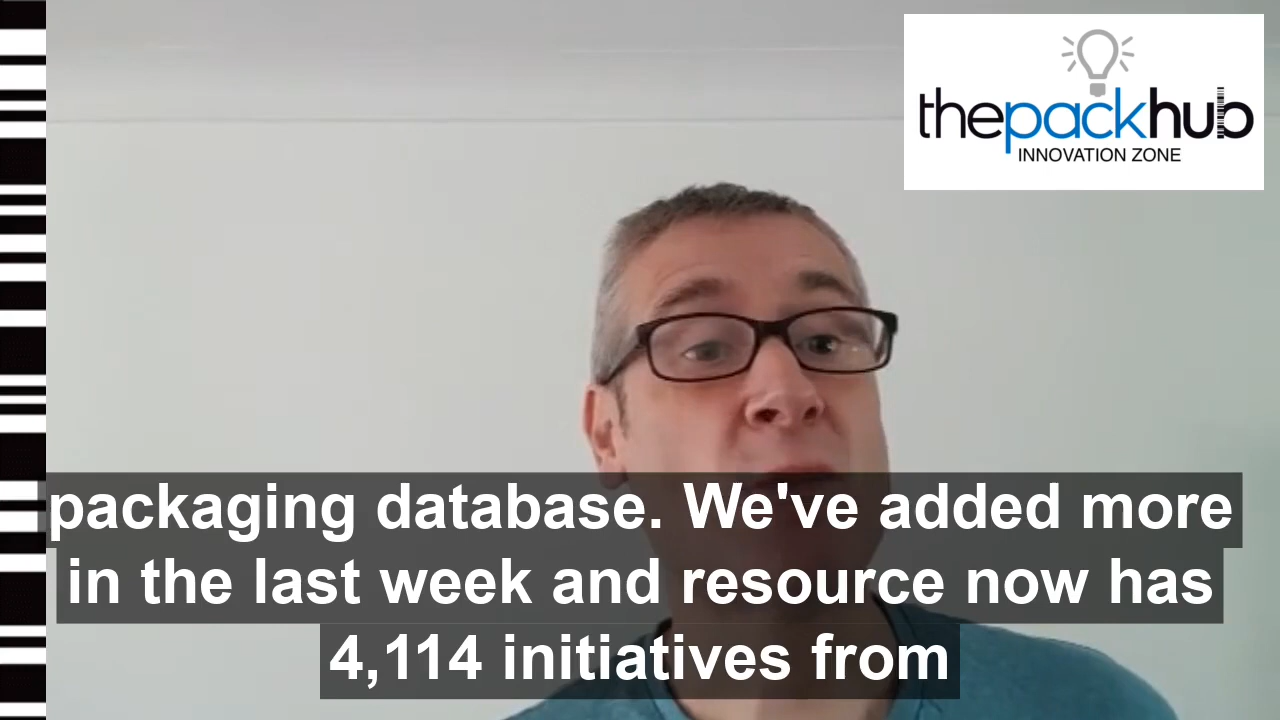 thepackhub
INNOVATION ZONE
packaging database. We've added more
in the last week and resource now has
4,114 initiatives from